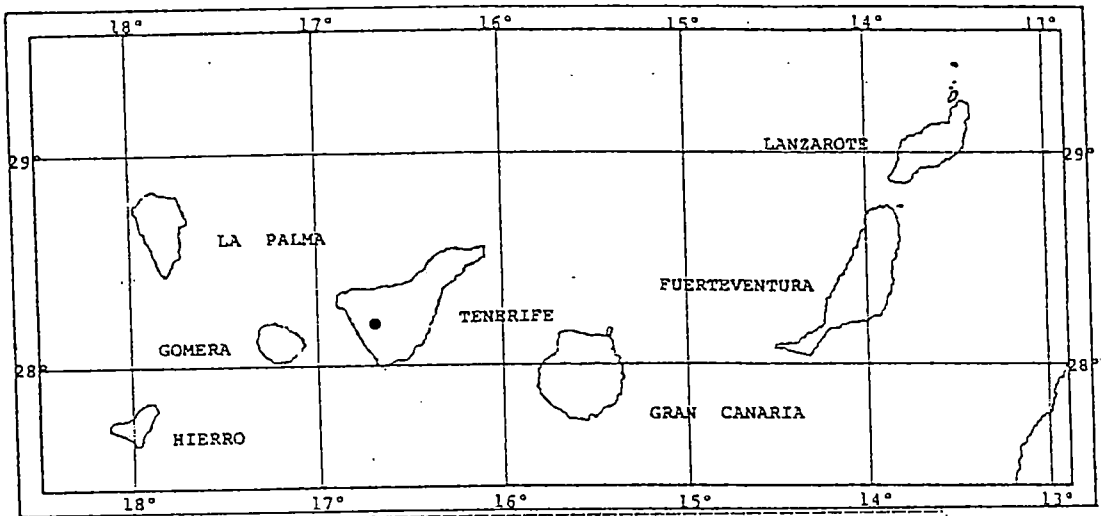 18° 17° 16° 14° 13°
LANZAROTE
29° 29°
LA PALMA
FUERTEVENTURA
TENERIFE
GOMERA
28° 28°
GRAN CANARIA
HIERRO
18° 17° 16° 15° 14° 13°